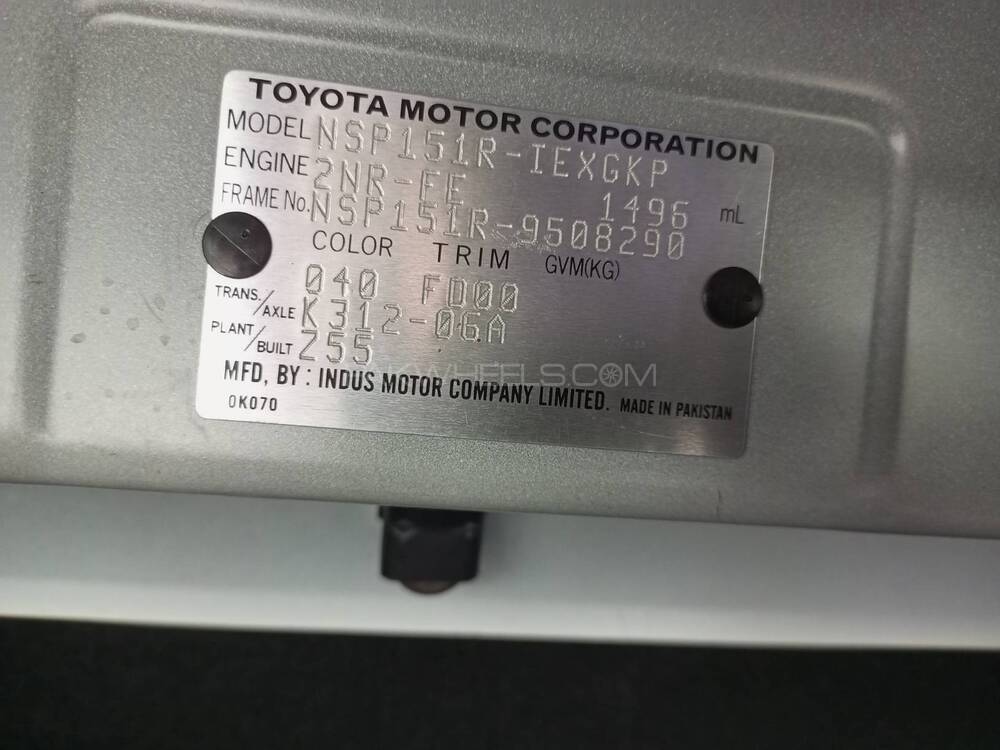 TOYOTA MOTOR CORPORATION
MODEL NSP151R-IEXGKP
ENGINE 2NR-FE 1496 mL
FRAME No. NSP151R-9508290
COLOR TRIM GVM(KG)
040 FD00
TRANS./AXLE K312-06A
PLANT/BUILT Z55
WHEELS.COM
MFD, BY : INDUS MOTOR COMPANY LIMITED. MADE IN PAKISTAN
0K070